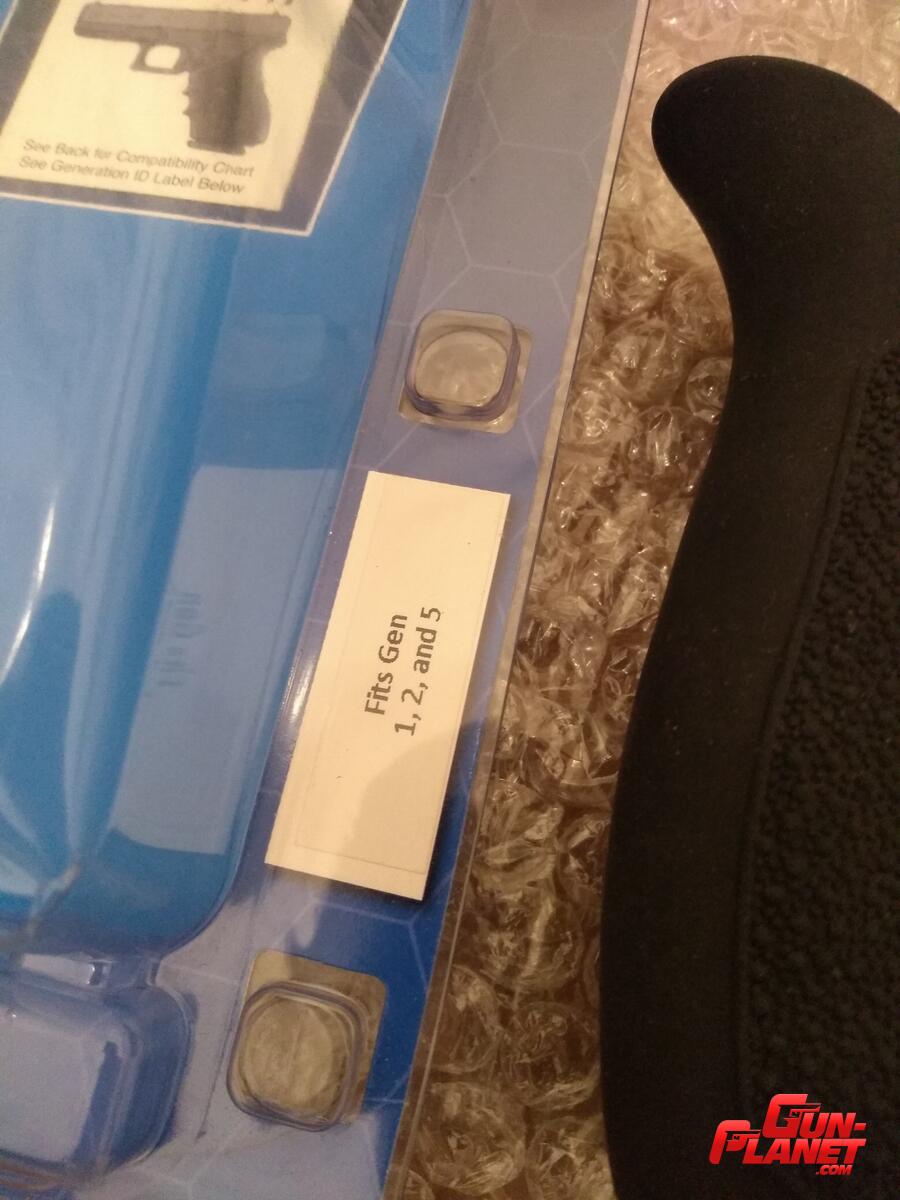 See Back for Compatibility Chart
See Generation ID Label Below
Fits Gen
1, 2, and 5
GUN-
PLANET
.COM